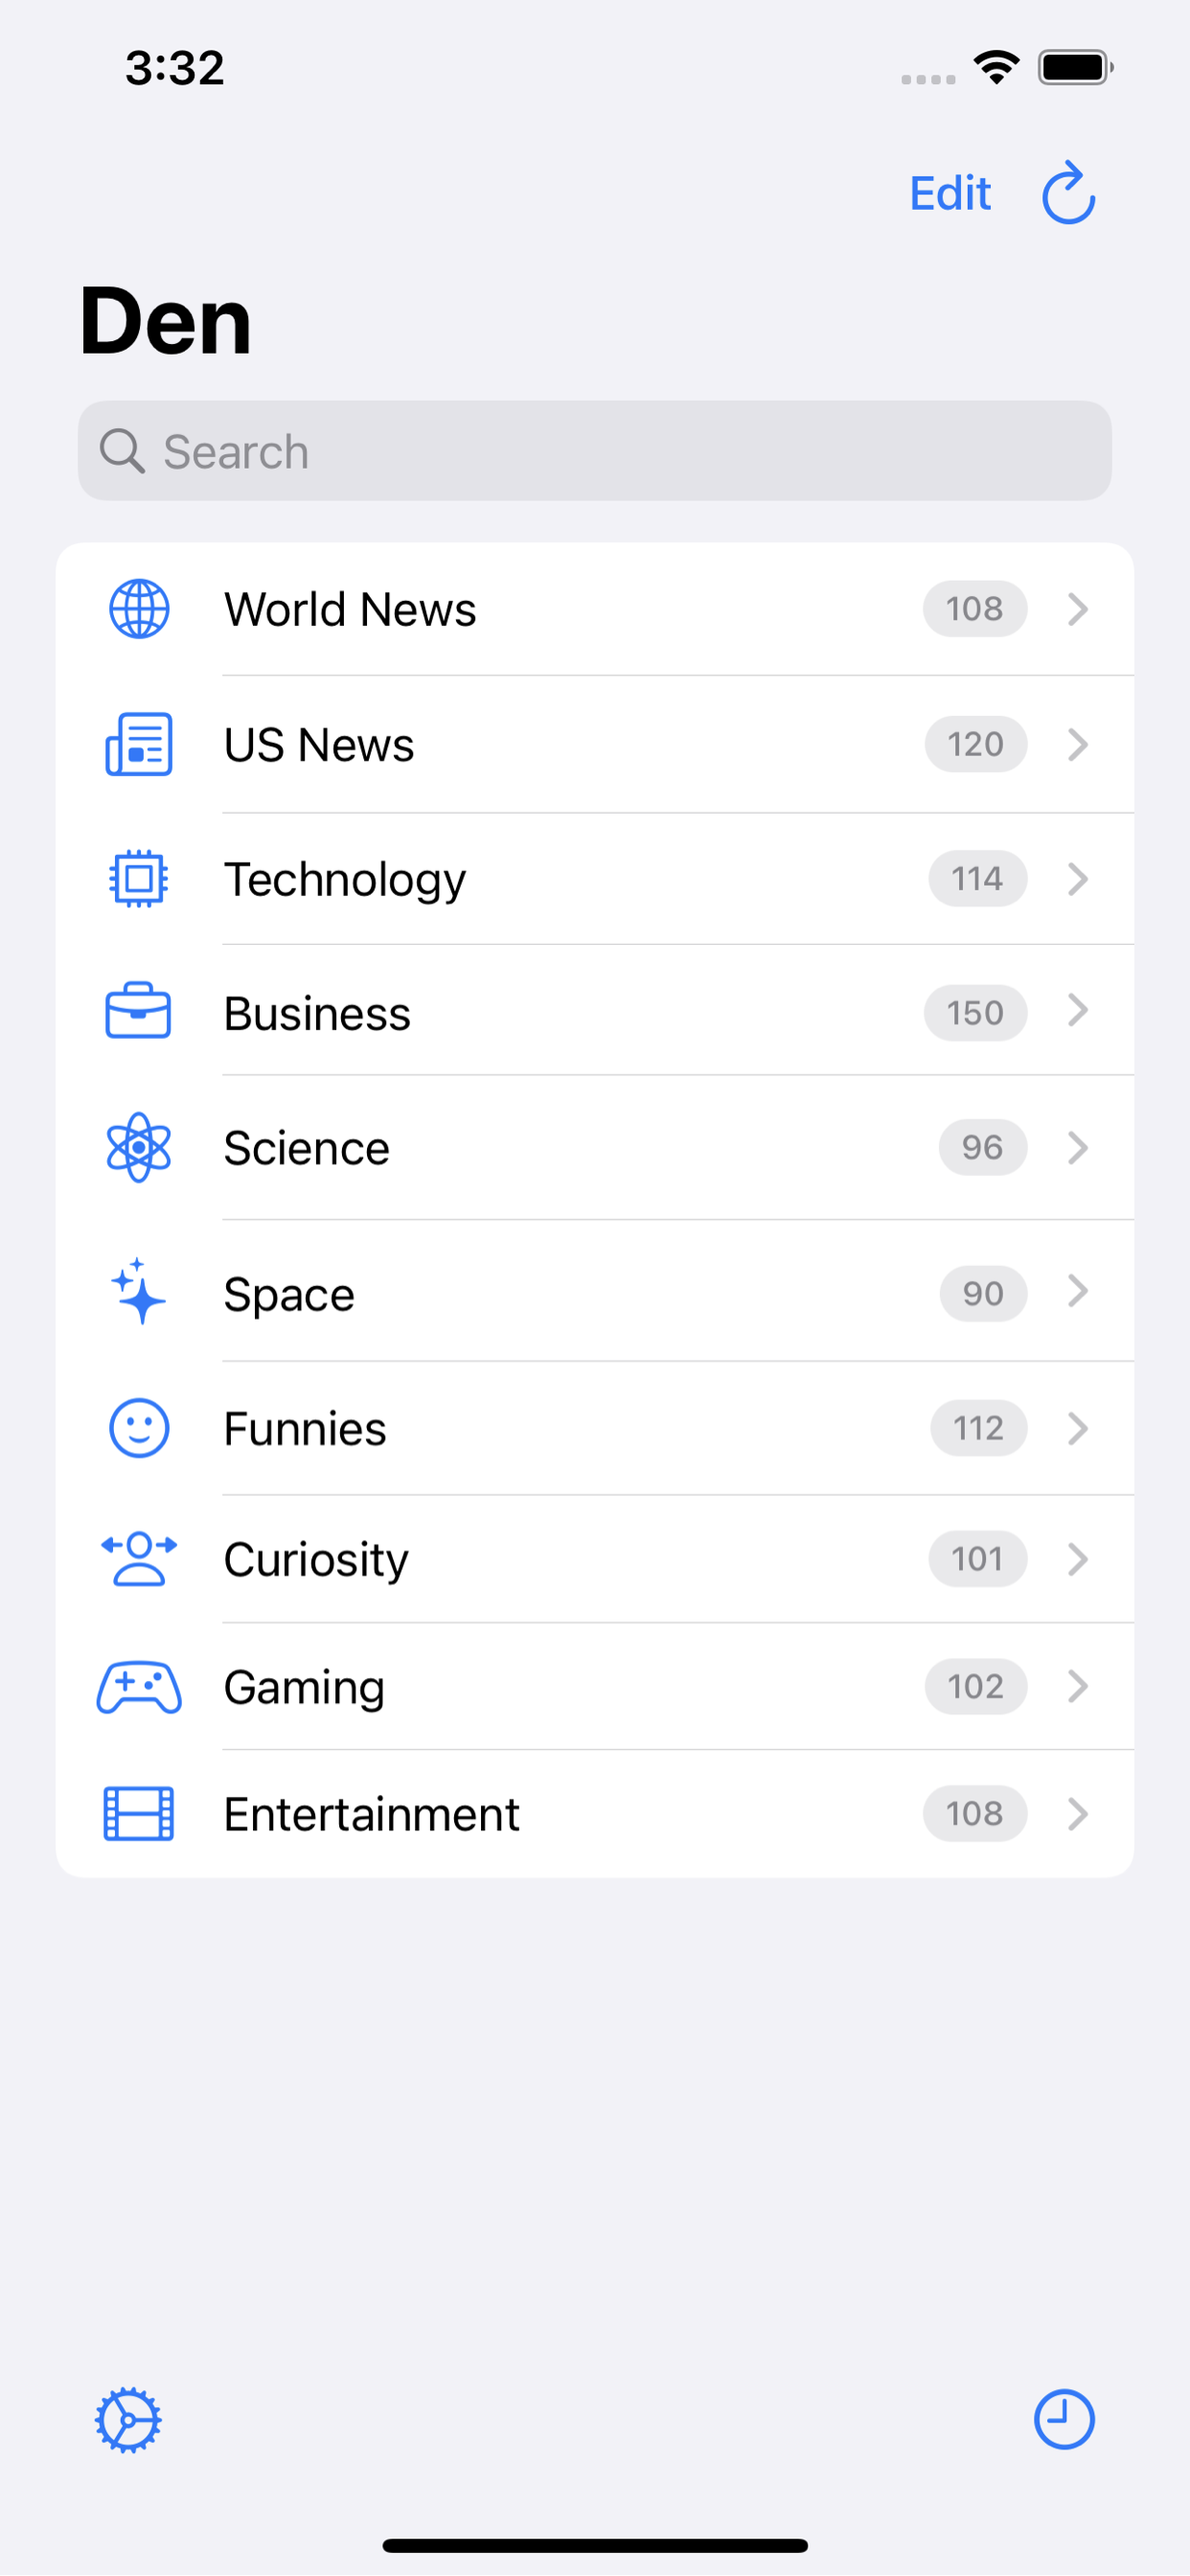 3:32
Edit
Den
Search
World News 108
US News 120
Technology 114
Business 150
Science 96
Space 90
Funnies 112
Curiosity 101
Gaming 102
Entertainment 108